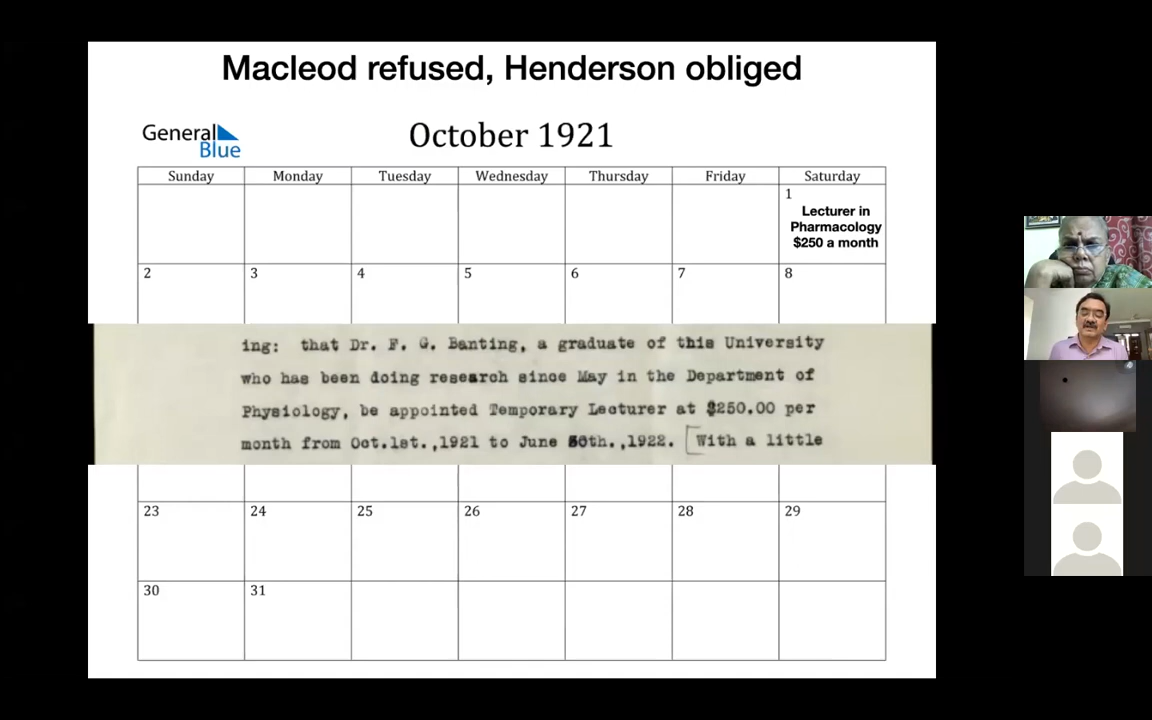 Macleod refused, Henderson obliged
General
Blue
October 1921
Sunday Monday Tuesday Wednesday Thursday Friday Saturday
1
Lecturer in
Pharmacology
$250 a month
2 3 4 5 6 7 8
ing: that Dr. F. G. Banting, a graduate of this University
who has been doing research since May in the Department of
Physiology, be appointed Temporary Lecturer at $250.00 per
month from Oct.1st.,1921 to June 30th.,1922. [With a little
23 24 25 26 27 28 29
30 31